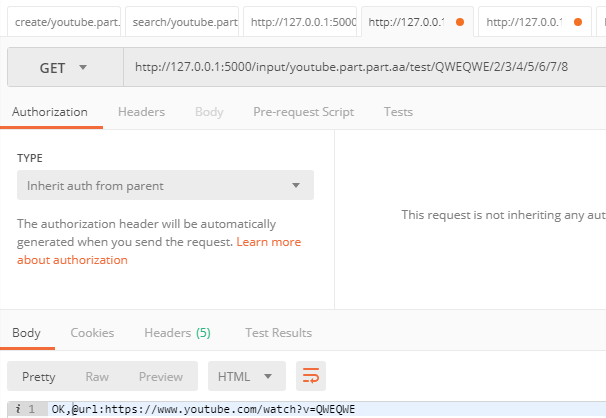 create/youtube.part. search/youtube.part http://127.0.0.1:5000 http://127.0.0.1 http://127.0.0.1:
GET http://127.0.0.1:5000/input/youtube.part.part.aa/test/QWEQWE/2/3/4/5/6/7/8
Authorization Headers Body Pre-request Script Tests
TYPE
Inherit auth from parent
This request is not inheriting any aut
The authorization header will be automatically
generated when you send the request. Learn more
about authorization
Body Cookies Headers (5) Test Results
Pretty Raw Preview HTML
i 1 OK,@url:https://www.youtube.com/watch?v=QWEQWE